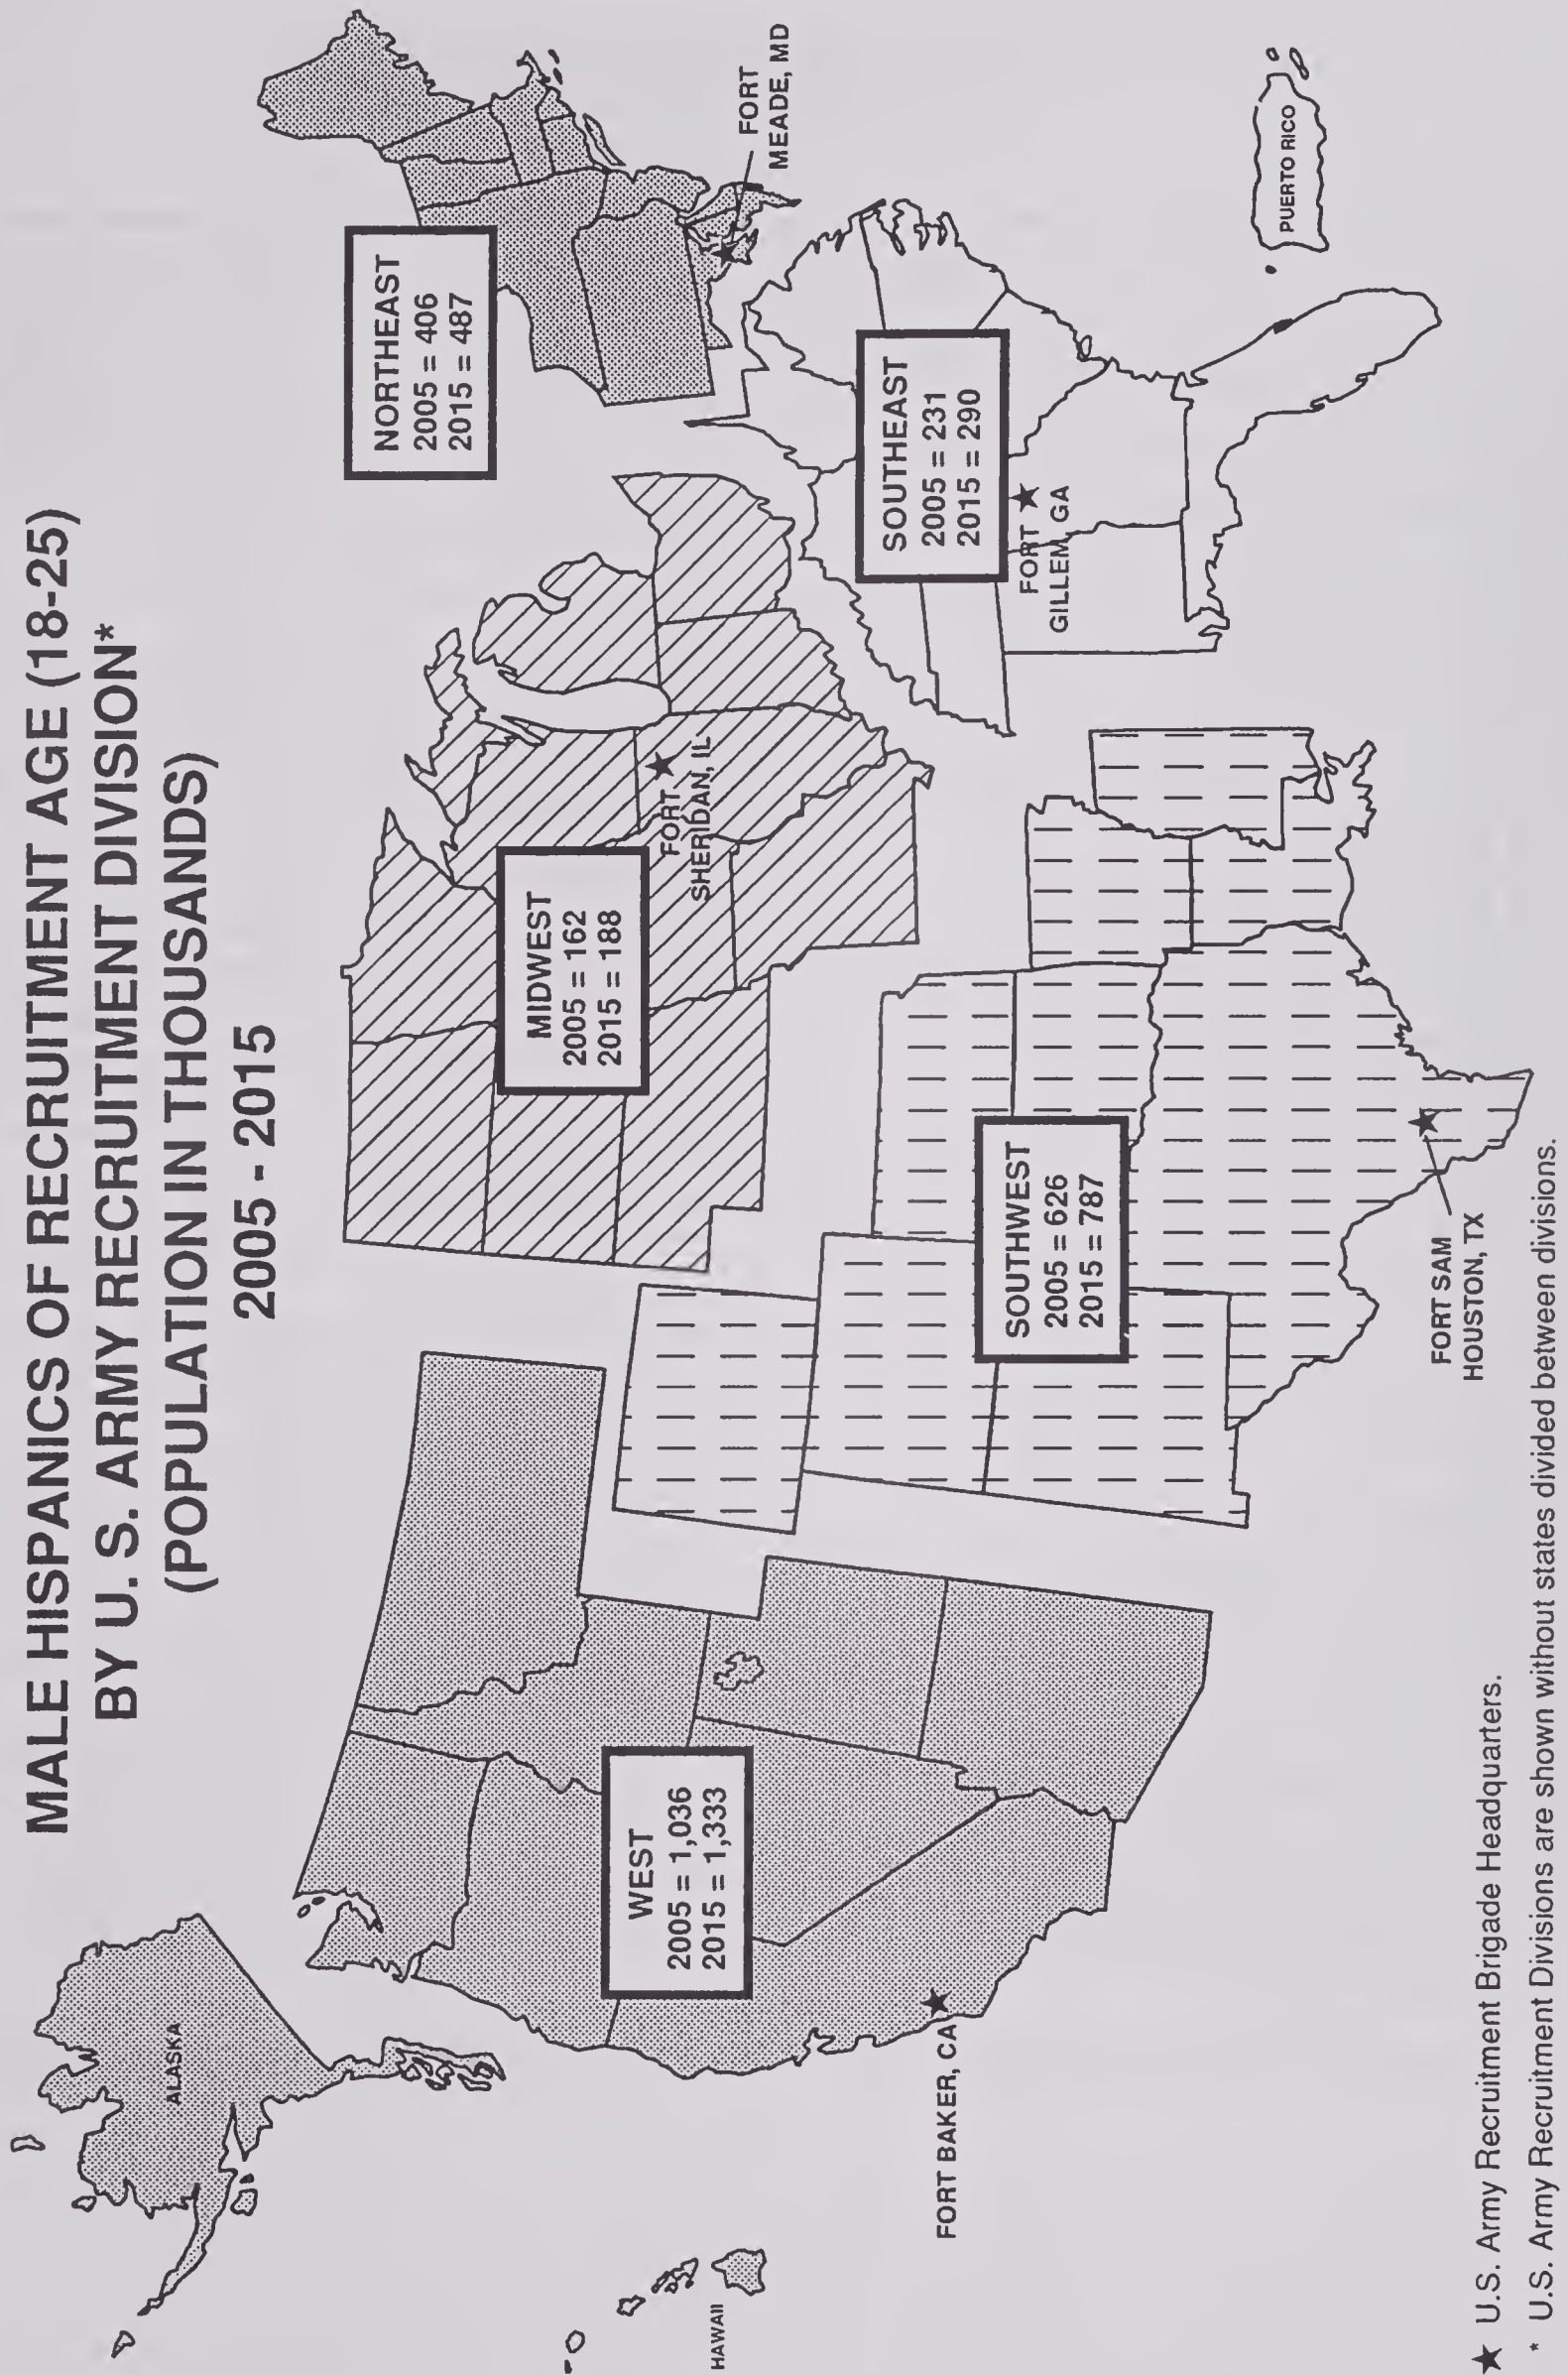 MALE HISPANICS OF RECRUITMENT AGE (18-25)
BY U. S. ARMY RECRUITMENT DIVISION*
(POPULATION IN THOUSANDS)
2005 - 2015
ALASKA
HAWAII
WEST
2005 = 1,036
2015 = 1,333
FORT BAKER, CA
MIDWEST
2005 = 162
2015 = 188
FORT
SHERIDAN, IL
NORTHEAST
2005 = 406
2015 = 487
FORT
MEADE, MD
SOUTHWEST
2005 = 626
2015 = 787
FORT SAM
HOUSTON, TX
SOUTHEAST
2005 = 231
2015 = 290
FORT
GILLEM, GA
PUERTO RICO
★ U.S. Army Recruitment Brigade Headquarters.
* U.S. Army Recruitment Divisions are shown without states divided between divisions.